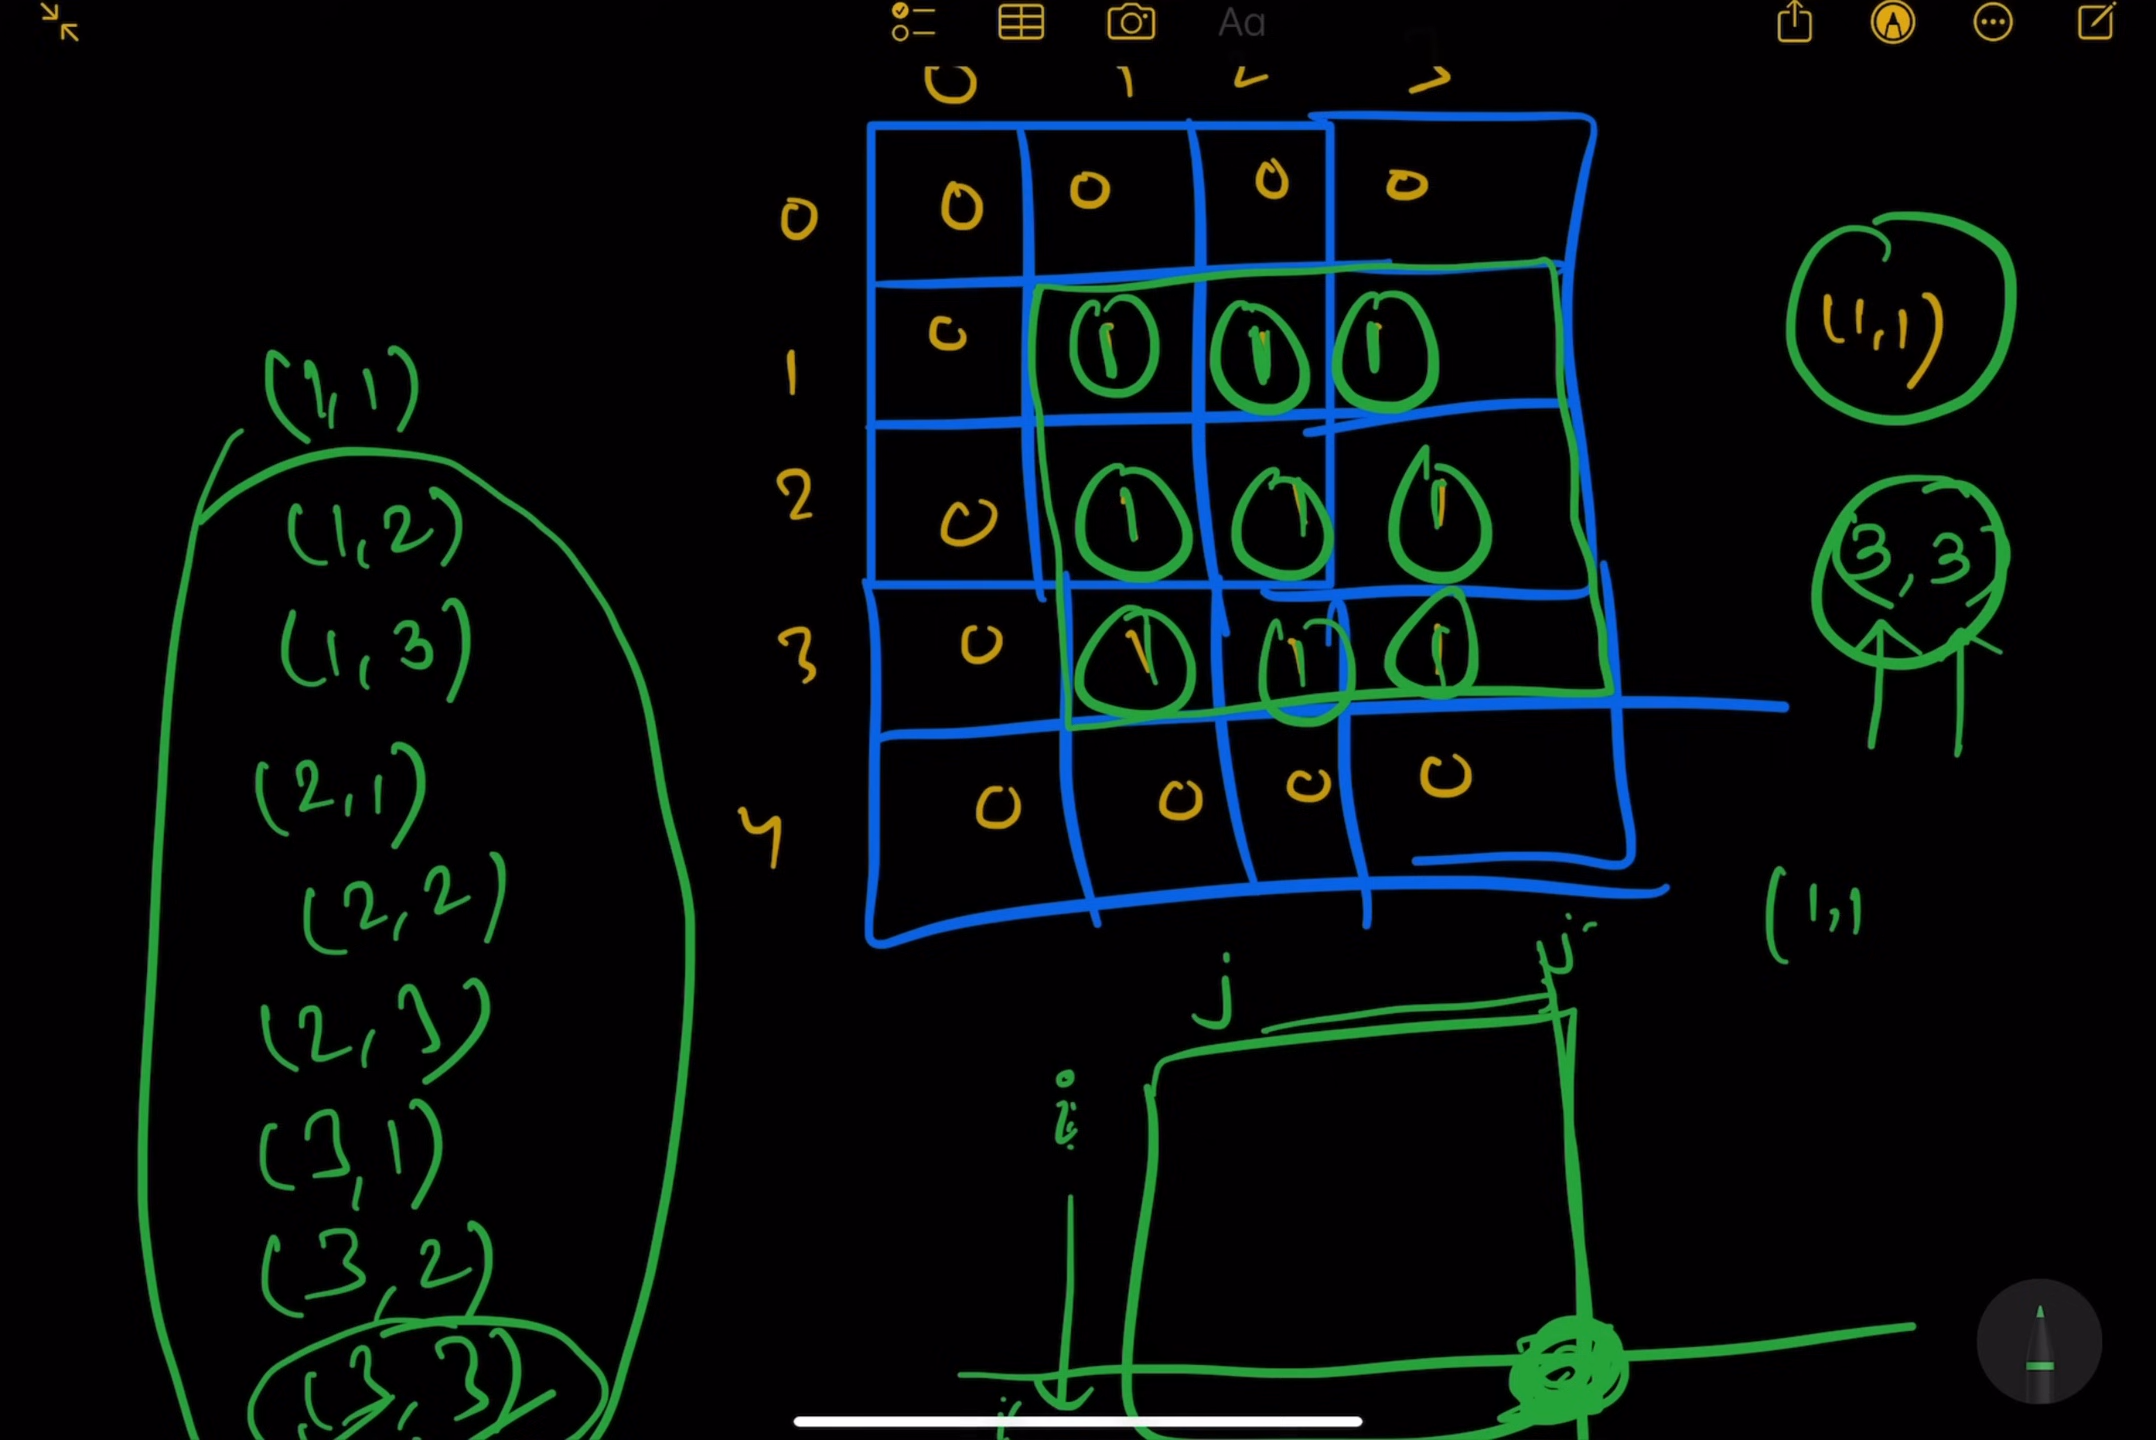 Aa
0 1 2 3
0 0 0 0 0
1 0 1 1 1
2 0 1 1 1
3 0 1 1 1
4 0 0 0 0
(1,1)
(1,2)
(1,3)
(2,1)
(2,2)
(2,3)
(3,1)
(3,2)
(3,3)
(1,1)
3,3
(1,1
j
i